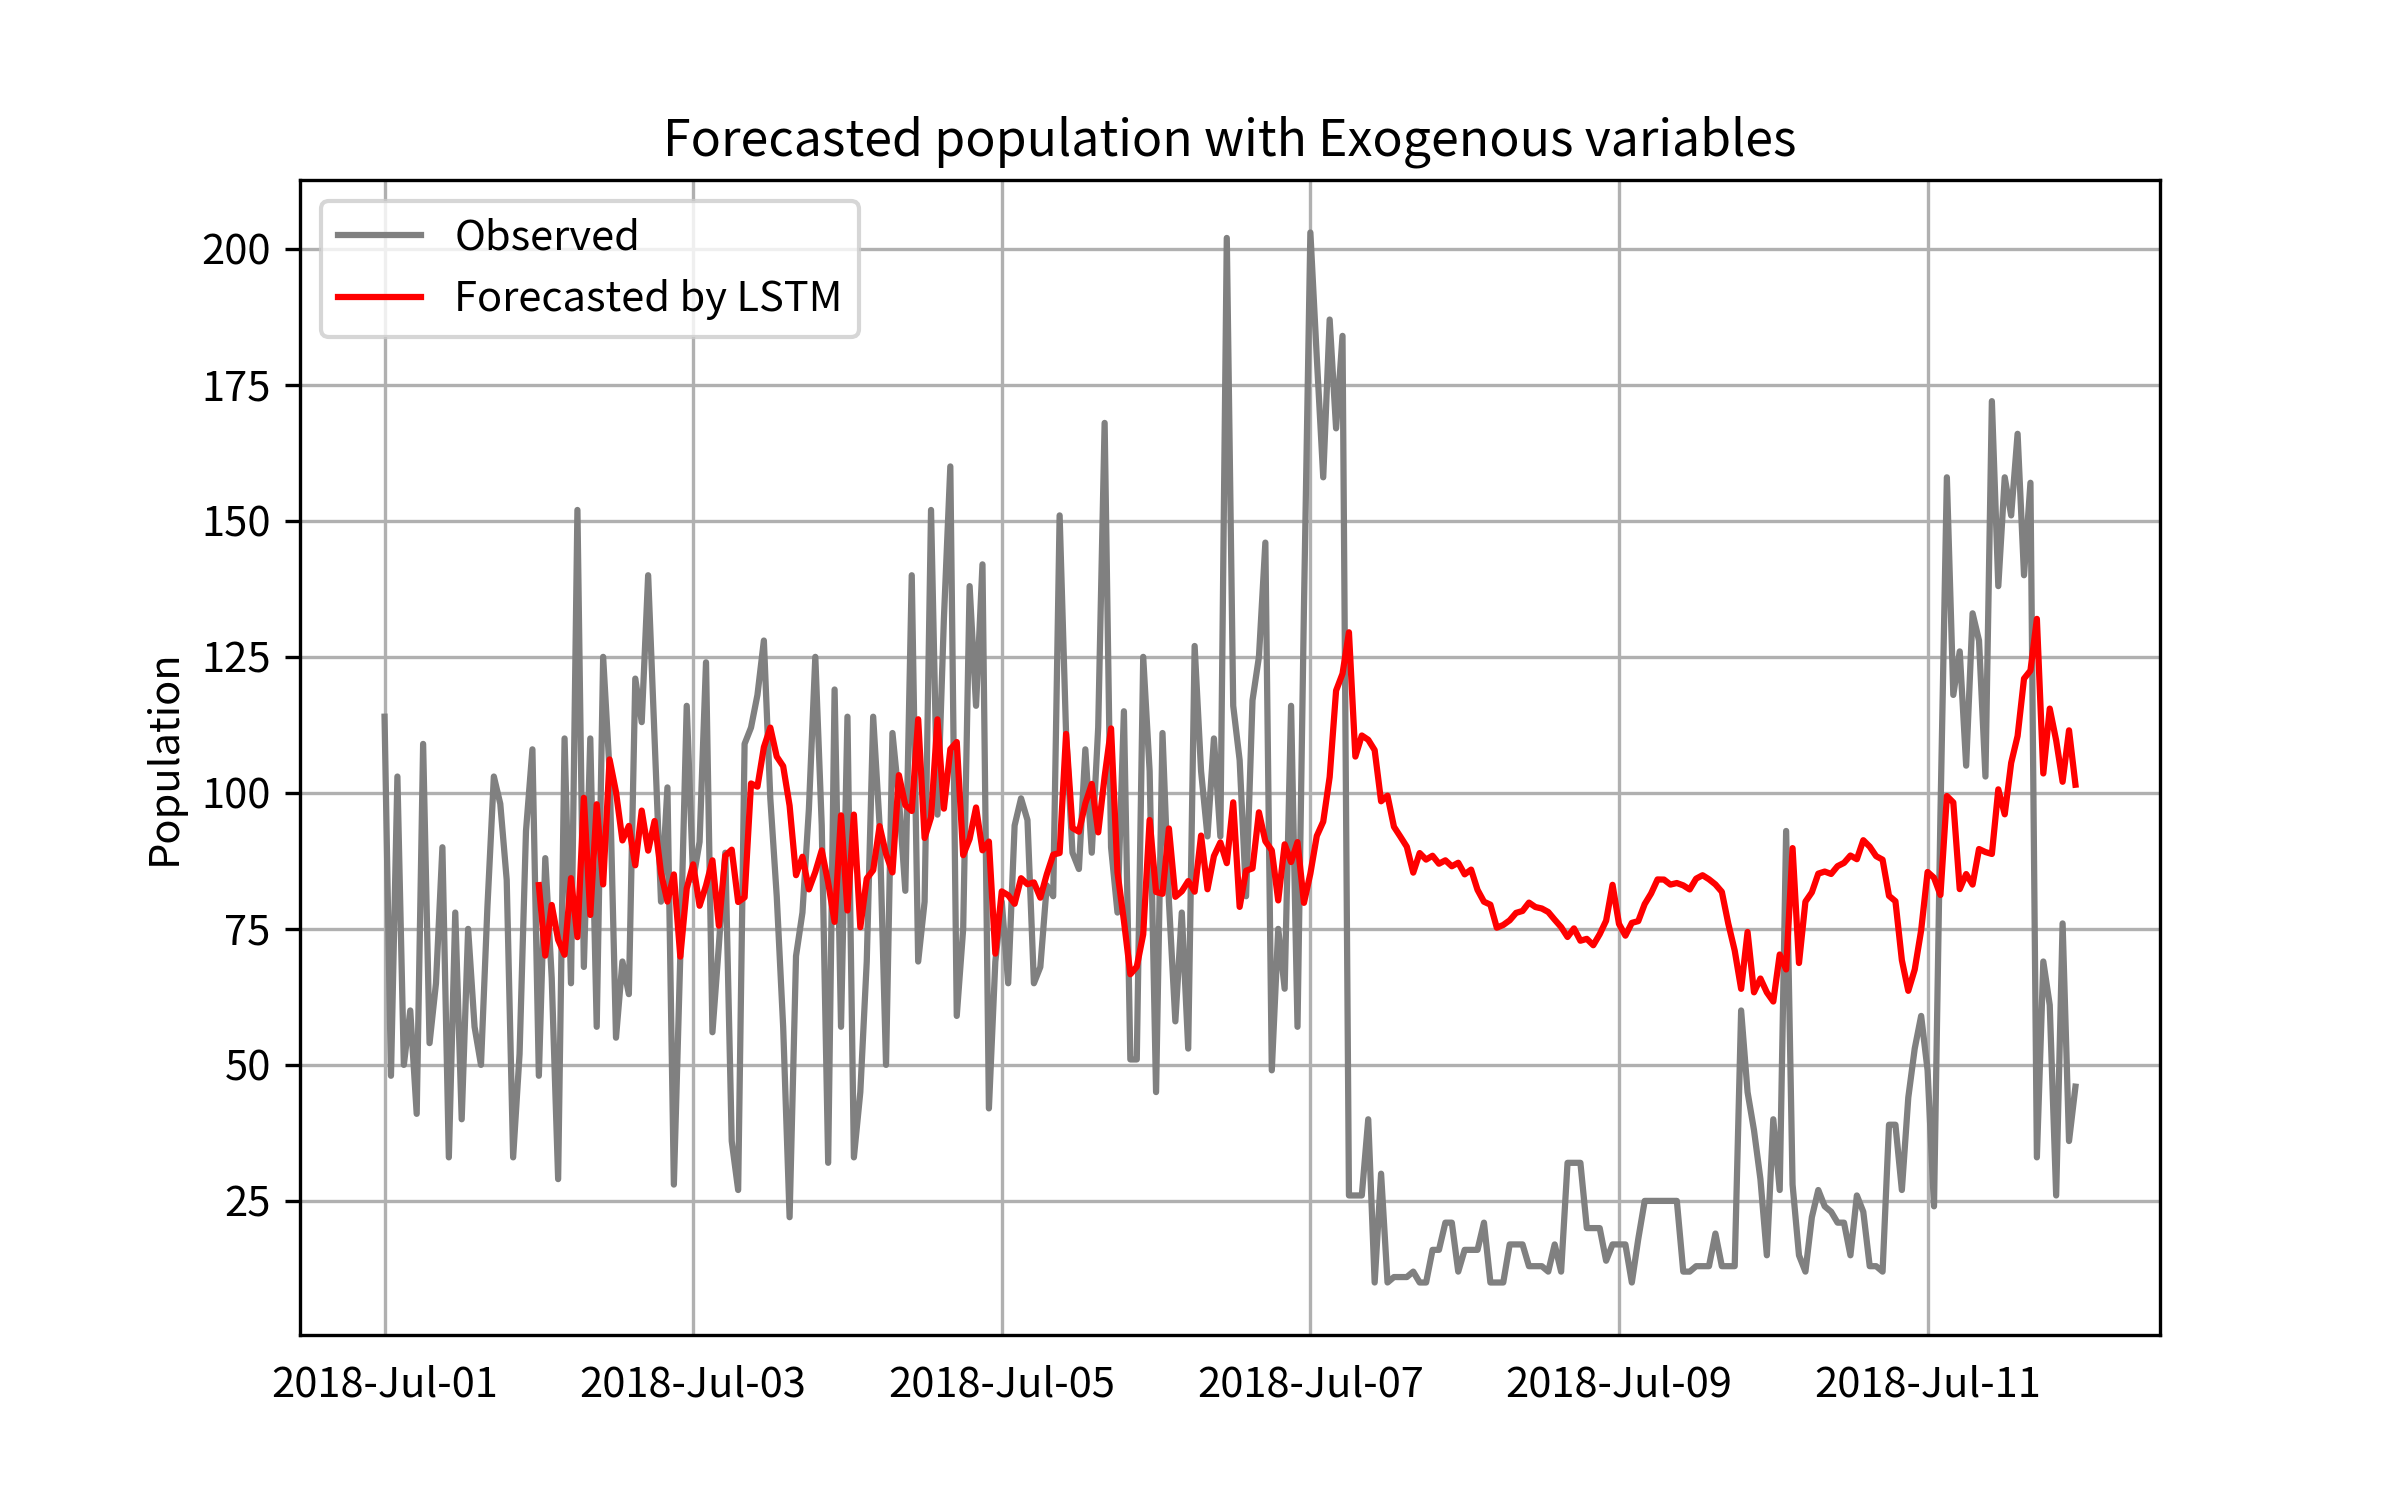 Forecasted population with Exogenous variables
Observed
Forecasted by LSTM
Population
200
175
150
125
100
75
50
25
2018-Jul-01
2018-Jul-03
2018-Jul-05
2018-Jul-07
2018-Jul-09
2018-Jul-11